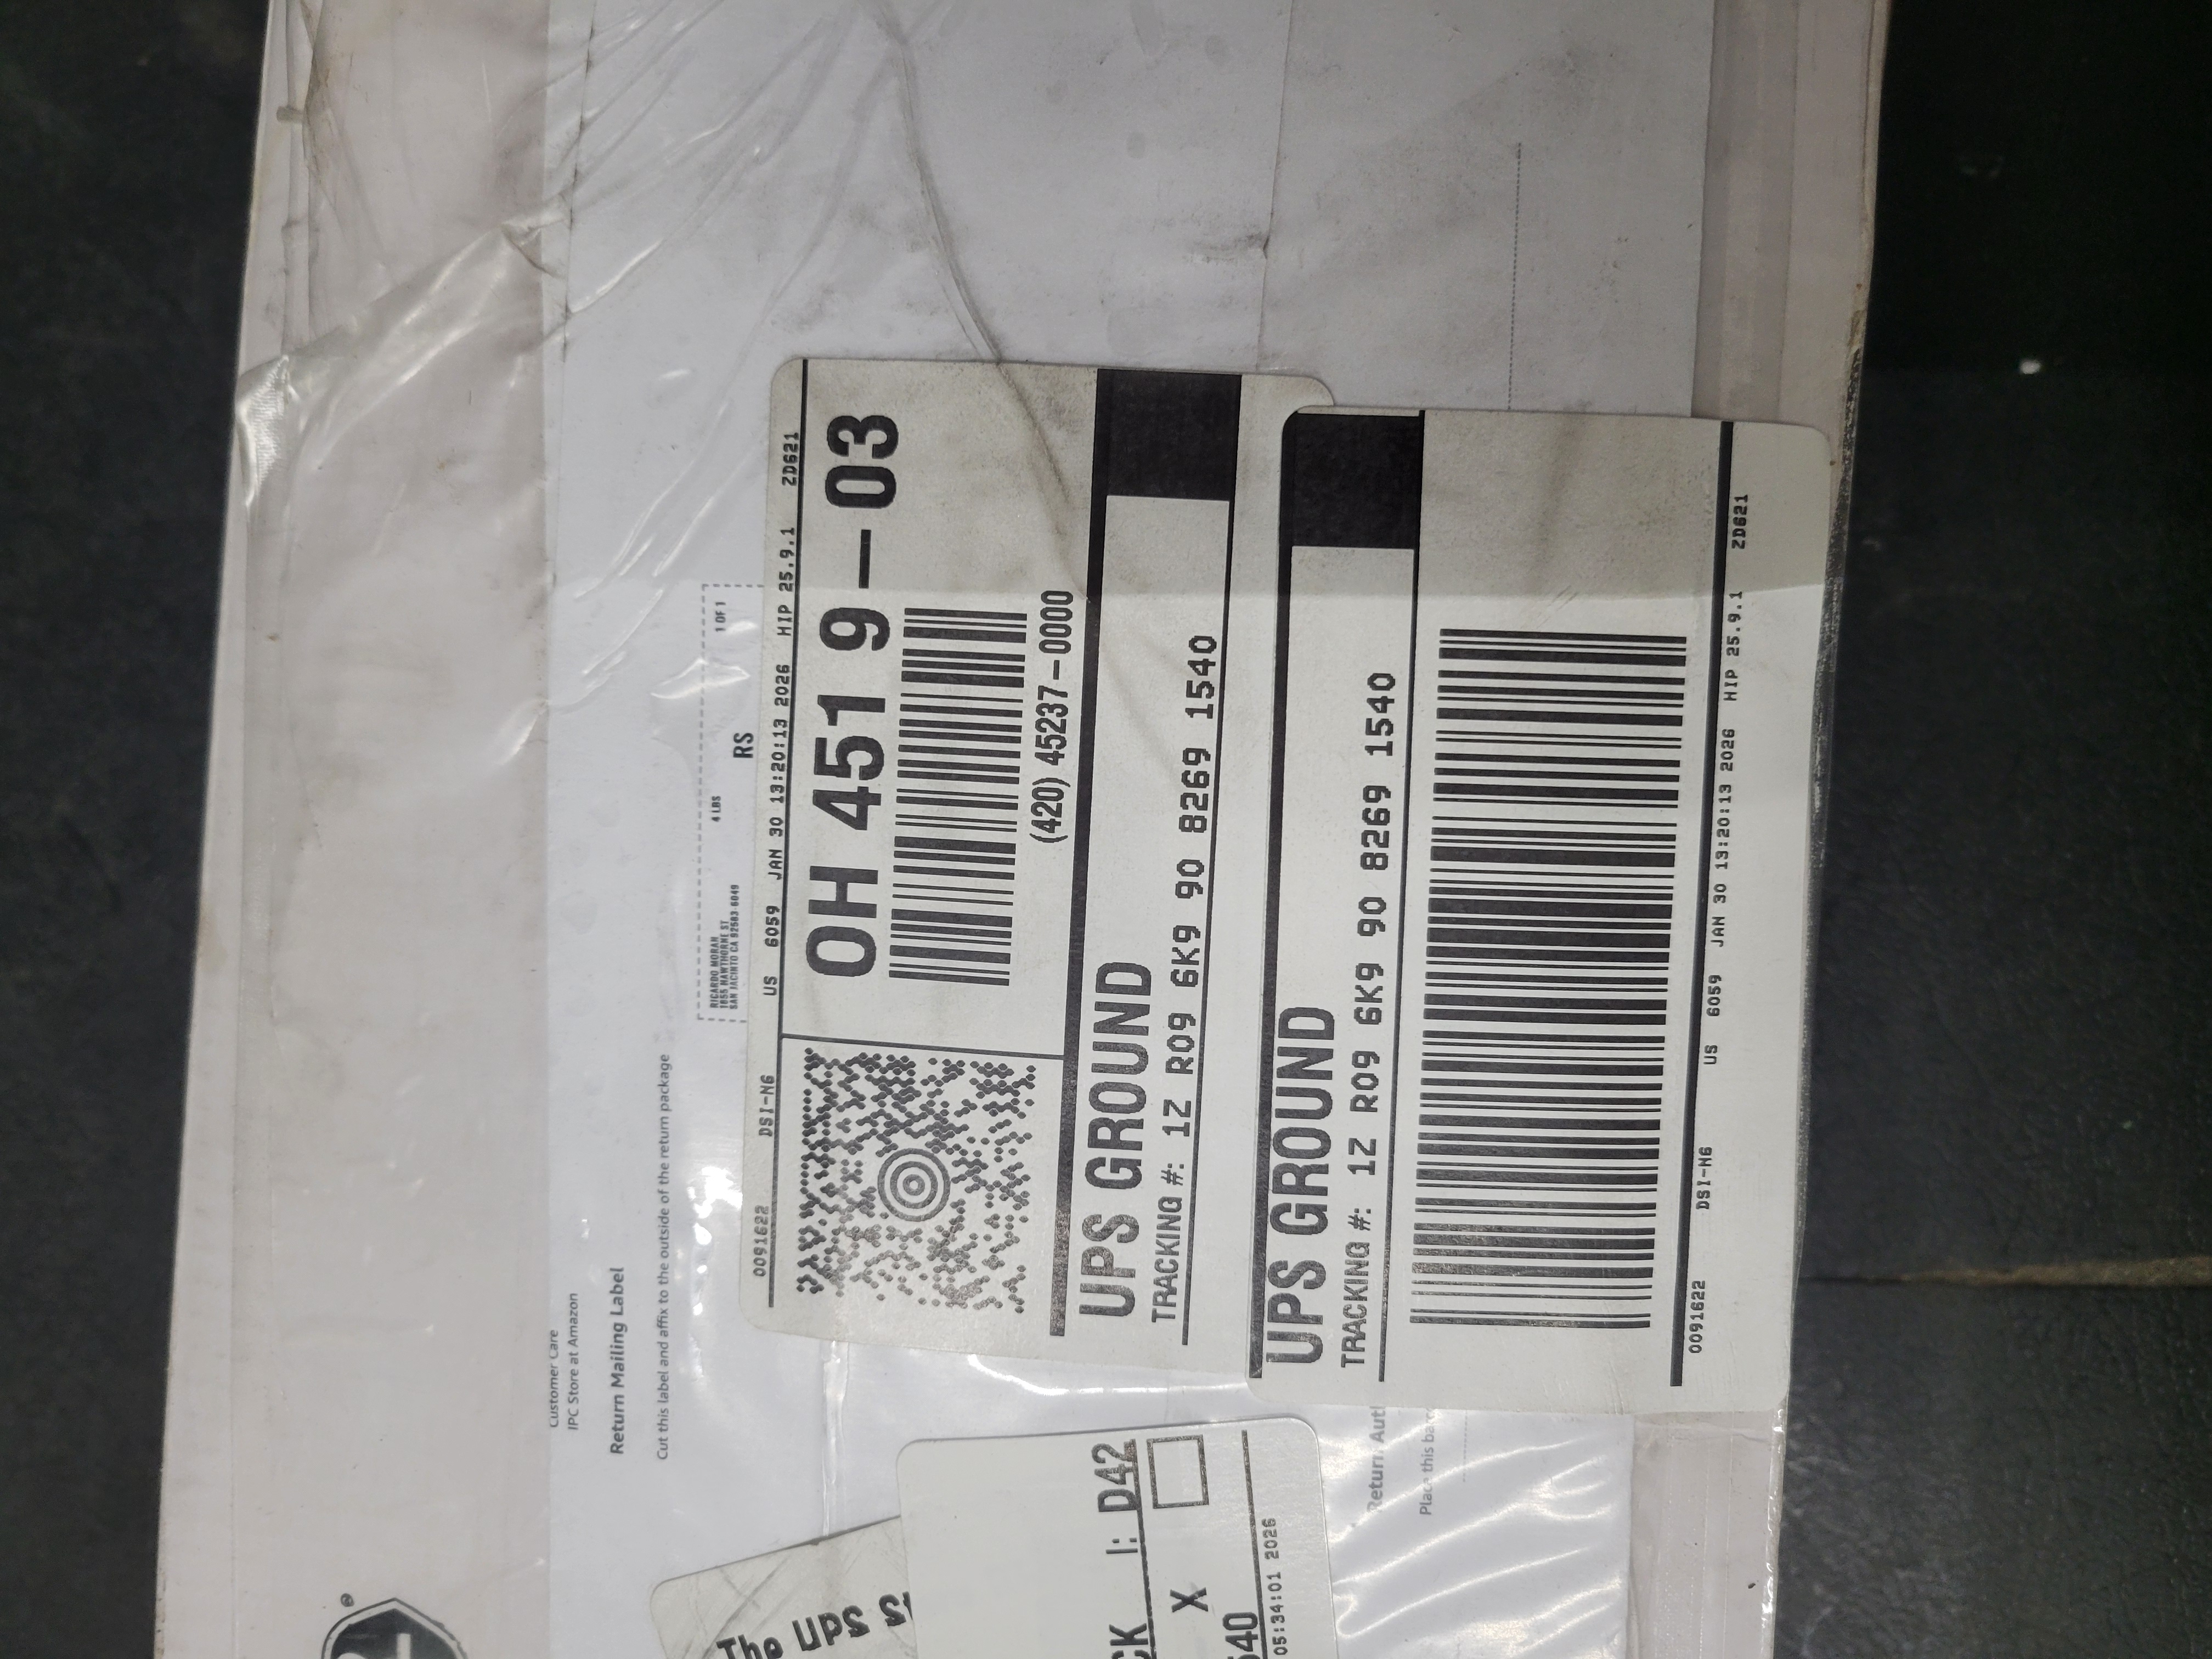 Customer Care
IPC Store at Amazon
Return Mailing Label
Cut this label and affix to the outside of the return package
RICARDO MORAN
1655 HAWTHORNE ST
SAN JACINTO CA 92583-6049
4 LBS
1 OF 1
RS
0091622 DSI-N6 US 6059 JAN 30 13:20:13 2026 HIP 25.9.1 ZD621
OH 451 9-03
(420) 45237-0000
UPS GROUND
TRACKING #: 1Z R09 6K9 90 8269 1540
UPS GROUND
TRACKING #: 1Z R09 6K9 90 8269 1540
0091622 DSI-N6 US 6059 JAN 30 13:20:13 2026 HIP 25.9.1 ZD621
The UPS
CK I: D42
X
540
05:34:01 2026
Return
Place this